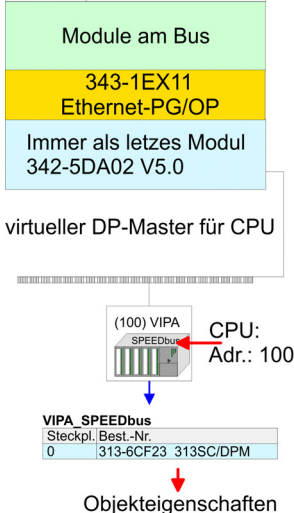 Module am Bus
343-1EX11
Ethernet-PG/OP
Immer als letzes Modul
342-5DA02 V5.0
virtueller DP-Master für CPU
(100) VIPA
SPEEDbus
CPU:
Adr.: 100
VIPA_SPEEDbus
Steckpl. Best.-Nr.
0 313-6CF23 313SC/DPM
Objekteigenschaften